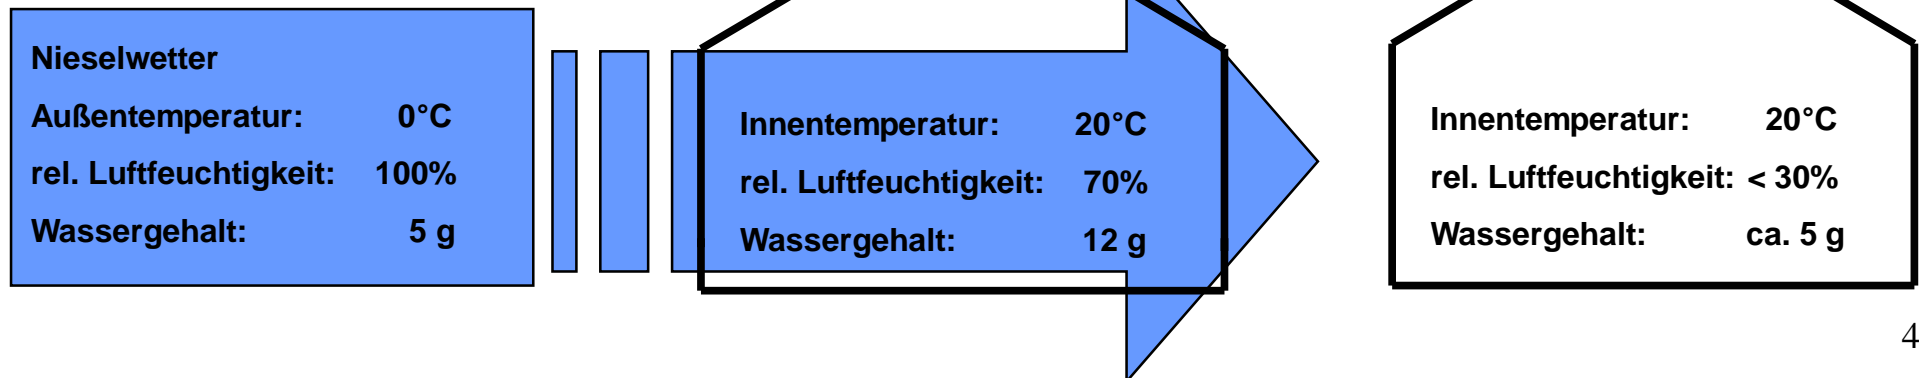 Nieselwetter
Außentemperatur: 0°C
rel. Luftfeuchtigkeit: 100%
Wassergehalt: 5 g
Innentemperatur: 20°C
rel. Luftfeuchtigkeit: 70%
Wassergehalt: 12 g
Innentemperatur: 20°C
rel. Luftfeuchtigkeit: < 30%
Wassergehalt: ca. 5 g
4